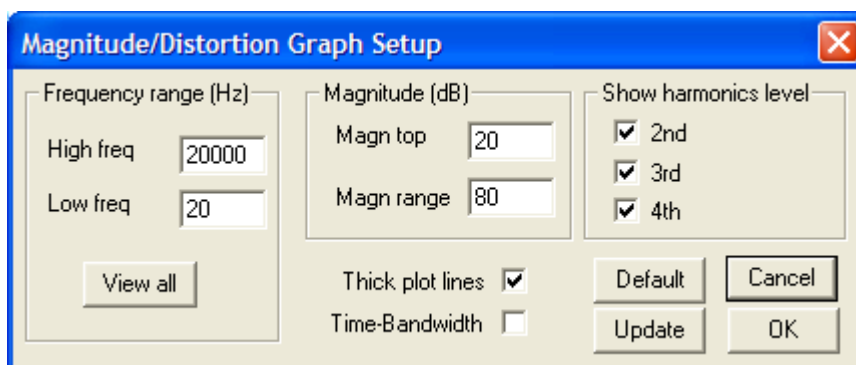 Magnitude/Distortion Graph Setup
Frequency range (Hz)
High freq 20000
Low freq 20
View all
Magnitude (dB)
Magn top 20
Magn range 80
Show harmonics level
2nd
3rd
4th
Thick plot lines
Time-Bandwidth
Default
Cancel
Update
OK